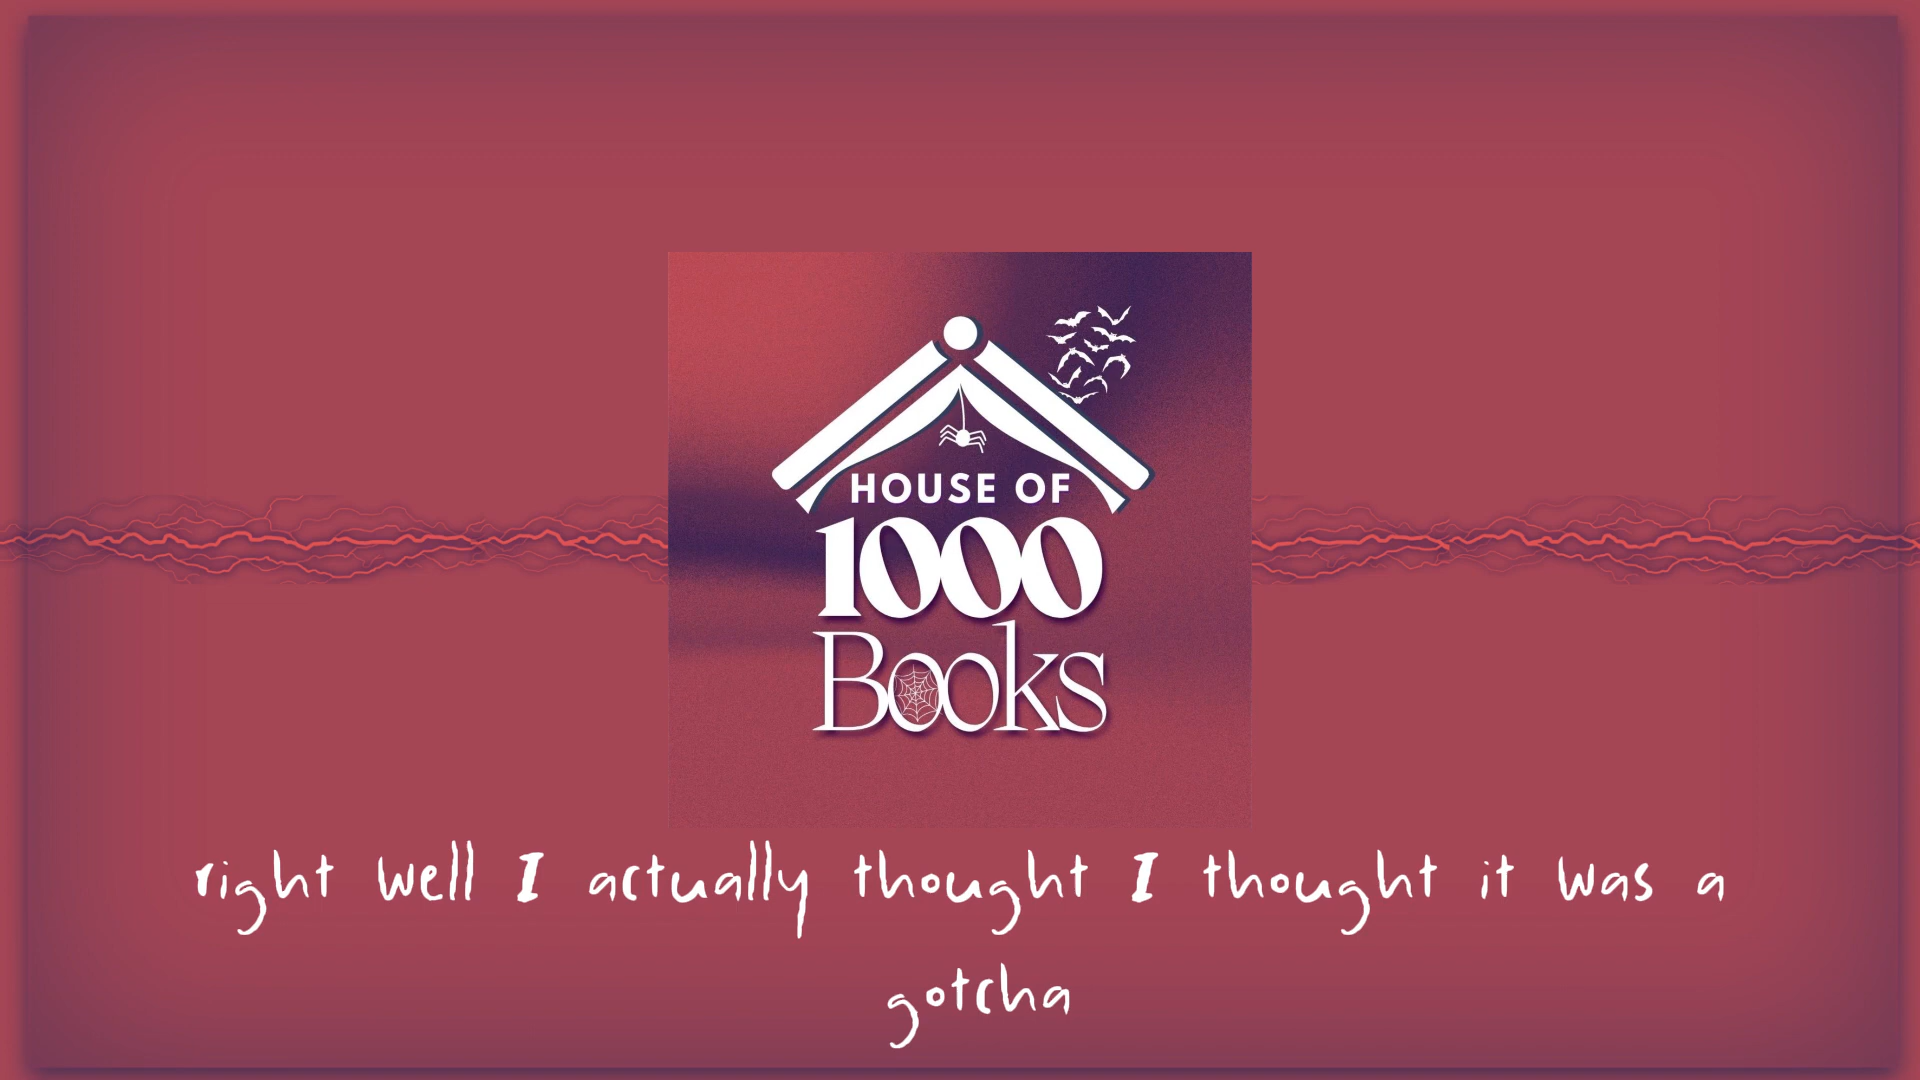 HOUSE OF
1000
Books
right well I actually thought I thought it was a
gotcha